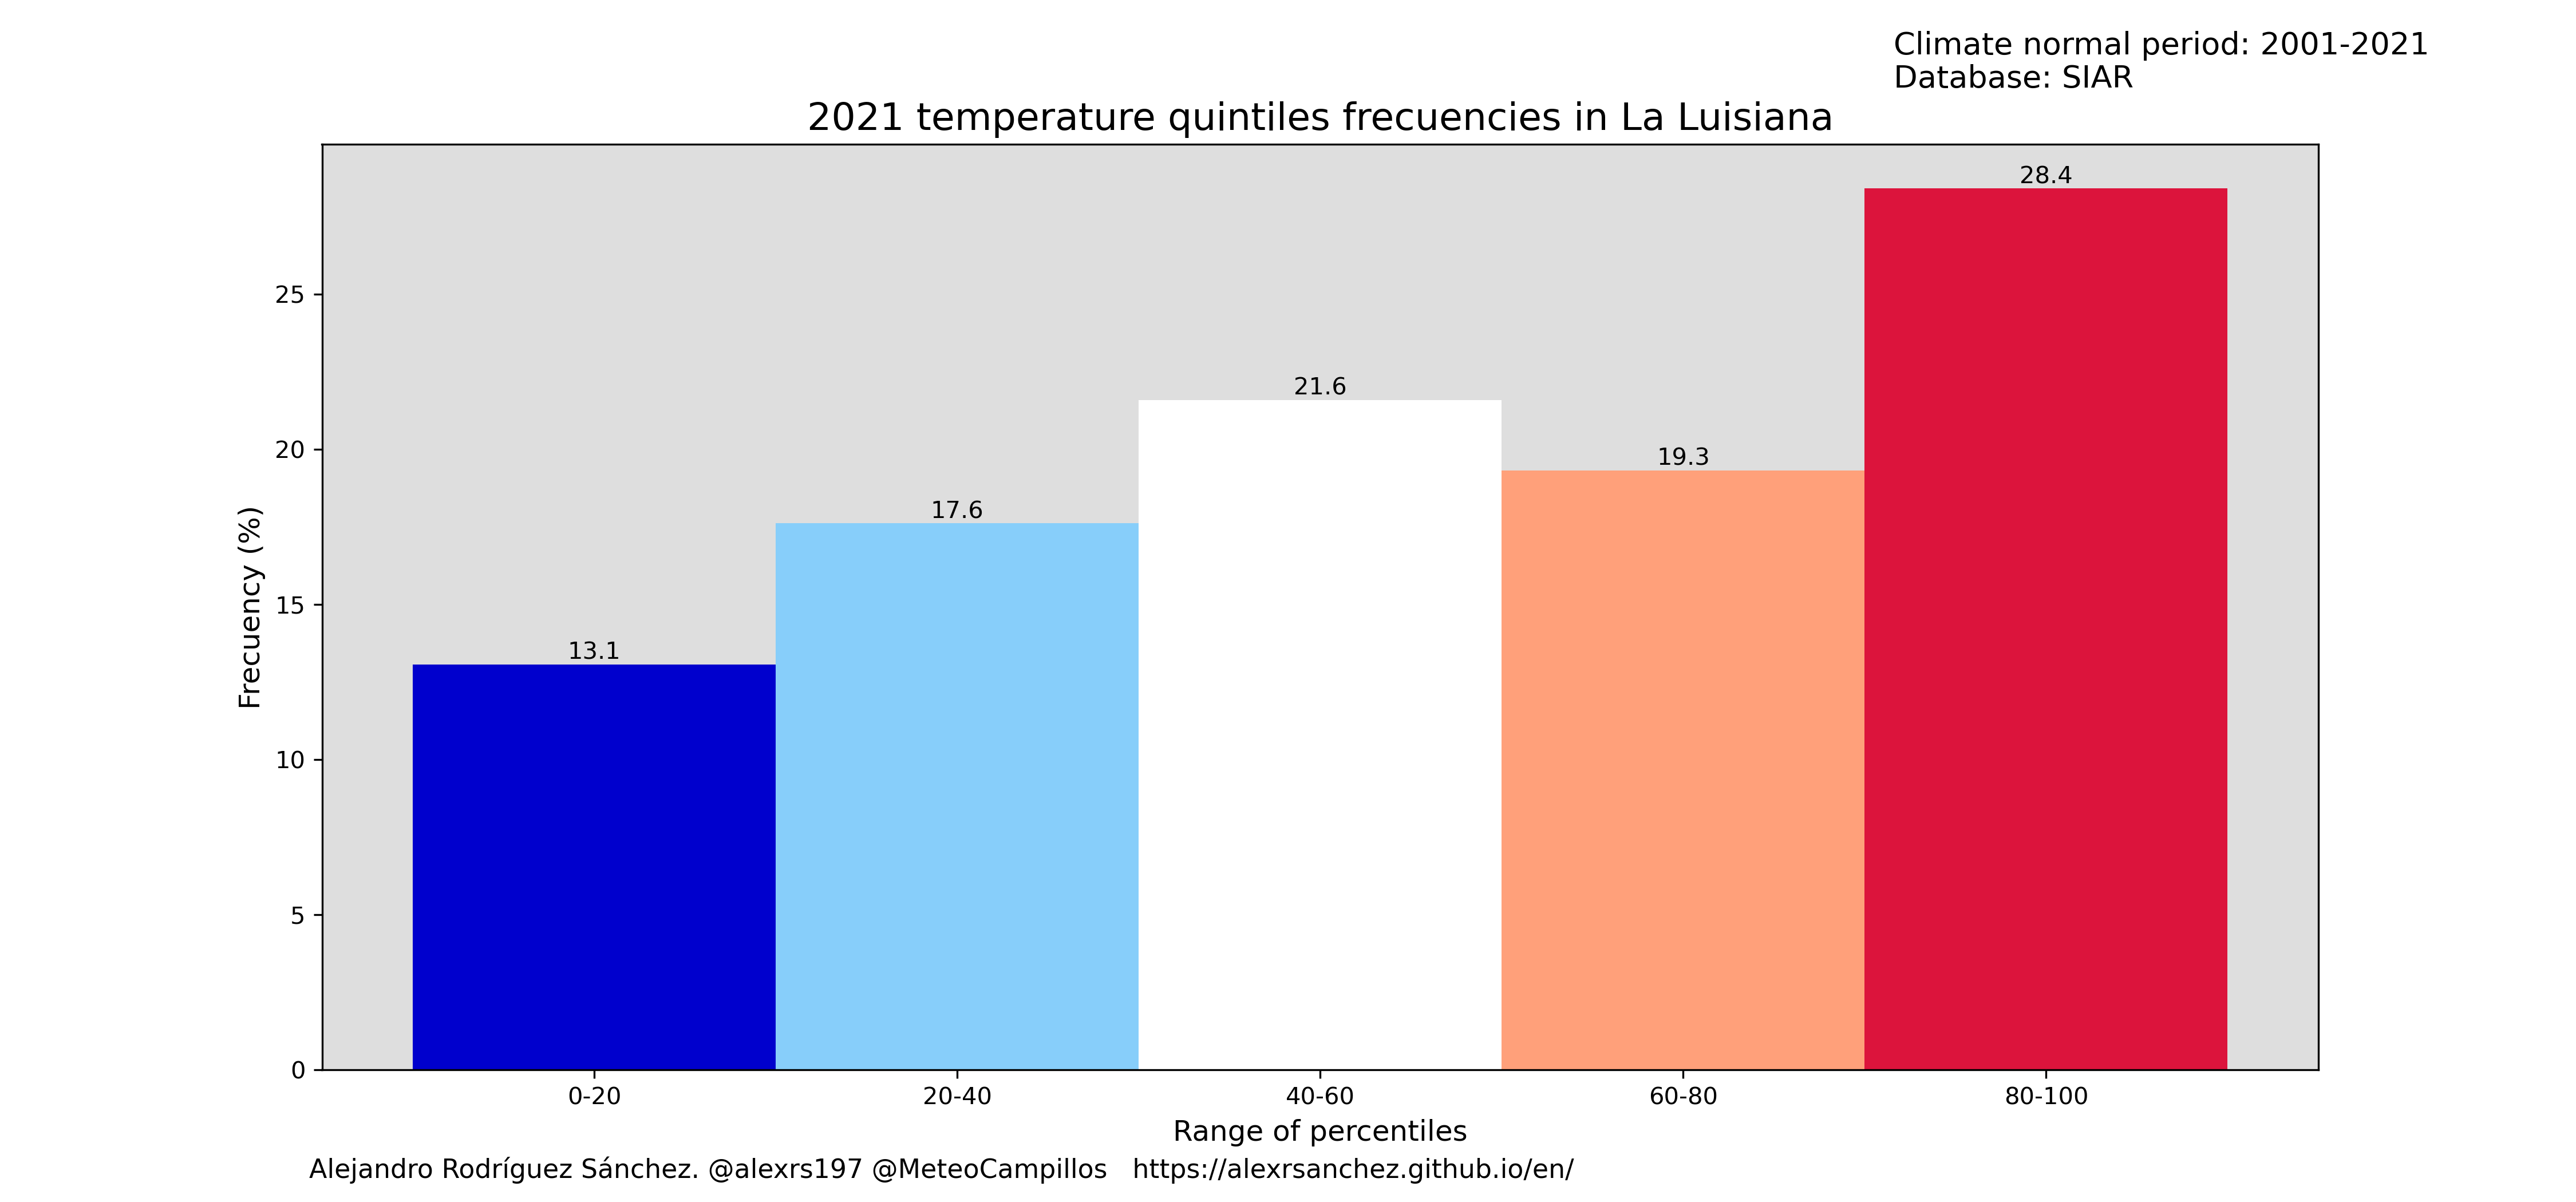 Climate normal period: 2001-2021
Database: SIAR
2021 temperature quintiles frecuencies in La Luisiana
28.4
25
21.6
20
19.3
17.6
15
13.1
10
5
0
Frecuency (%)
0-20 20-40 40-60 60-80 80-100
Range of percentiles
Alejandro Rodríguez Sánchez. @alexrs197 @MeteoCampillos https://alexrsanchez.github.io/en/